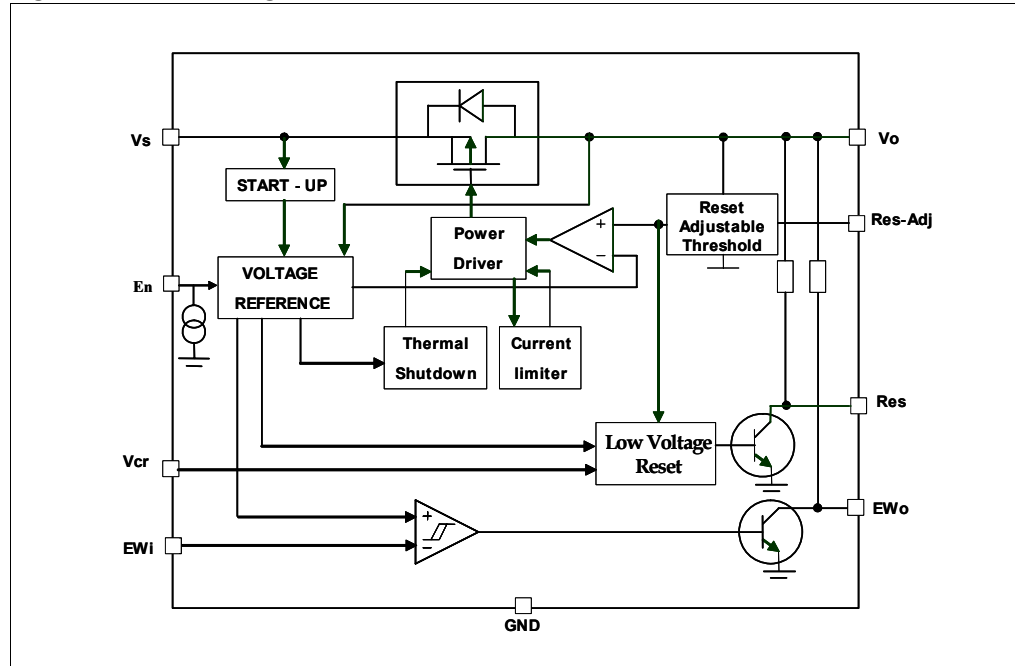 Vs
Vo
START - UP
Reset
Adjustable
Threshold
Res-Adj
+
−
Power
Driver
VOLTAGE
REFERENCE
En
Thermal
Shutdown
Current
limiter
Res
Low Voltage
Reset
Vcr
EWo
+
−
EWi
GND